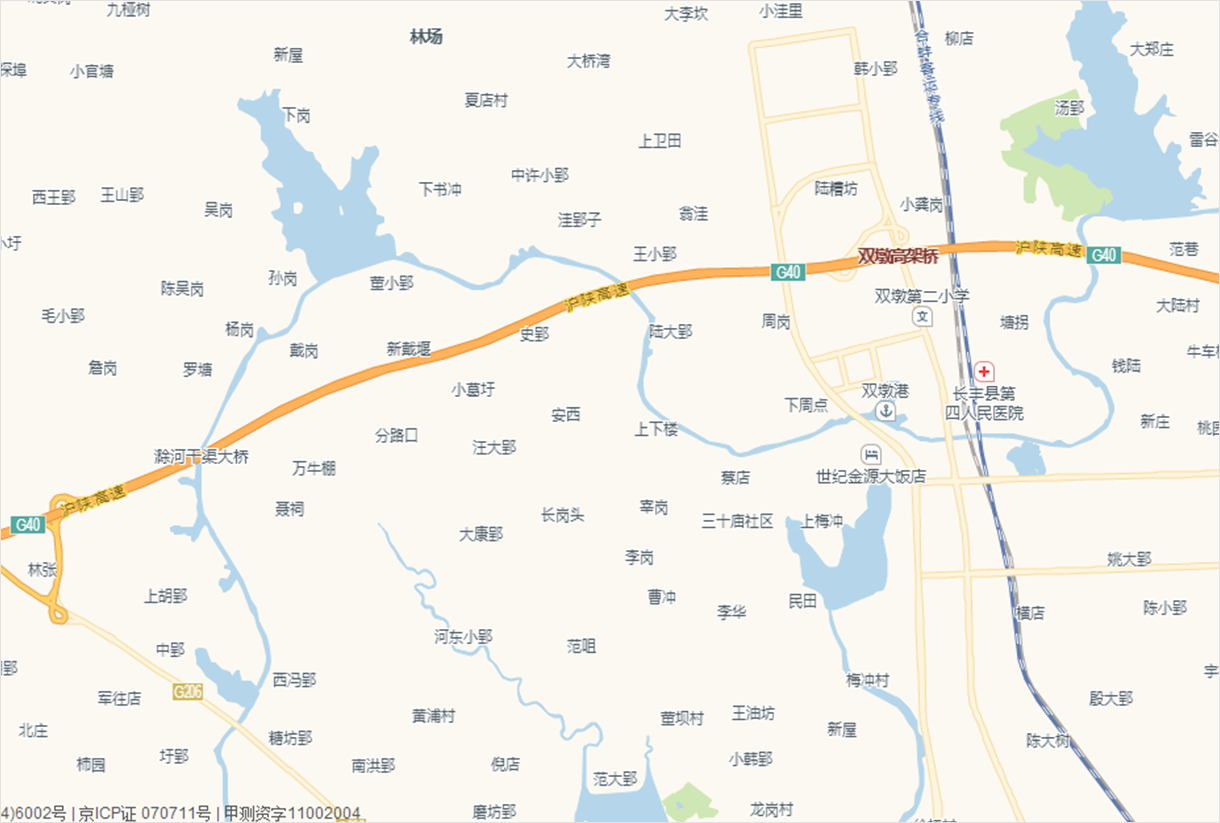 九桠树
大李坎
小洼里
林场
柳店
新屋
大桥湾
大郑庄
探埠
小官塘
韩小郢
夏店村
汤郢
下岗
上卫田
雷谷
中许小郢
下书冲
陆糟坊
西王郢
王山郢
吴岗
翁洼
小龚岗
洼郢子
小圩
王小郢
双墩高架桥
沪陕高速
G40
范巷
G40
孙岗
董小郢
陈吴岗
沪陕高速
双墩第二小学
文
大陆村
毛小郢
杨岗
史郢
陆大郢
周岗
塘拐
戴岗
新戴堰
牛车
詹岗
罗塘
钱陆
小墓圩
双墩港
长丰县第
四人民医院
下周点
安西
新庄
分路口
上下楼
桃园
汪大郢
滁河干渠大桥
万牛棚
蔡店
世纪金源大饭店
沪陕高速
聂祠
宰岗
长岗头
三十庙社区
上梅冲
G40
大康郢
李岗
姚大郢
林张
上胡郢
曹冲
李华
民田
横店
陈小郢
河东小郢
范咀
中郢
西冯郢
梅冲村
G206
军往店
殷大郢
黄浦村
董坝村
王油坊
北庄
新屋
糖坊郢
陈大树
圩郢
柿园
南洪郢
倪店
小韩郢
范大郢
4)6002号 | 京ICP证 070711号 | 甲测资字11002004
磨坊郢
龙岗村